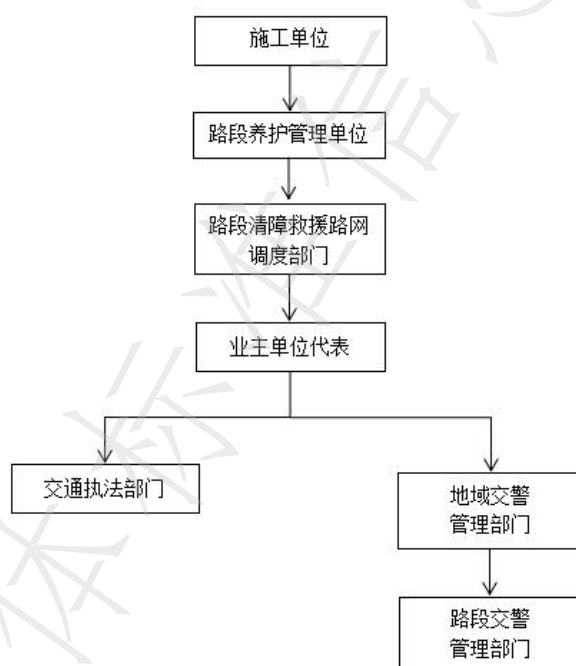 施工单位
路段养护管理单位
路段清障救援路网
调度部门
业主单位代表
交通执法部门
地域交警
管理部门
路段交警
管理部门